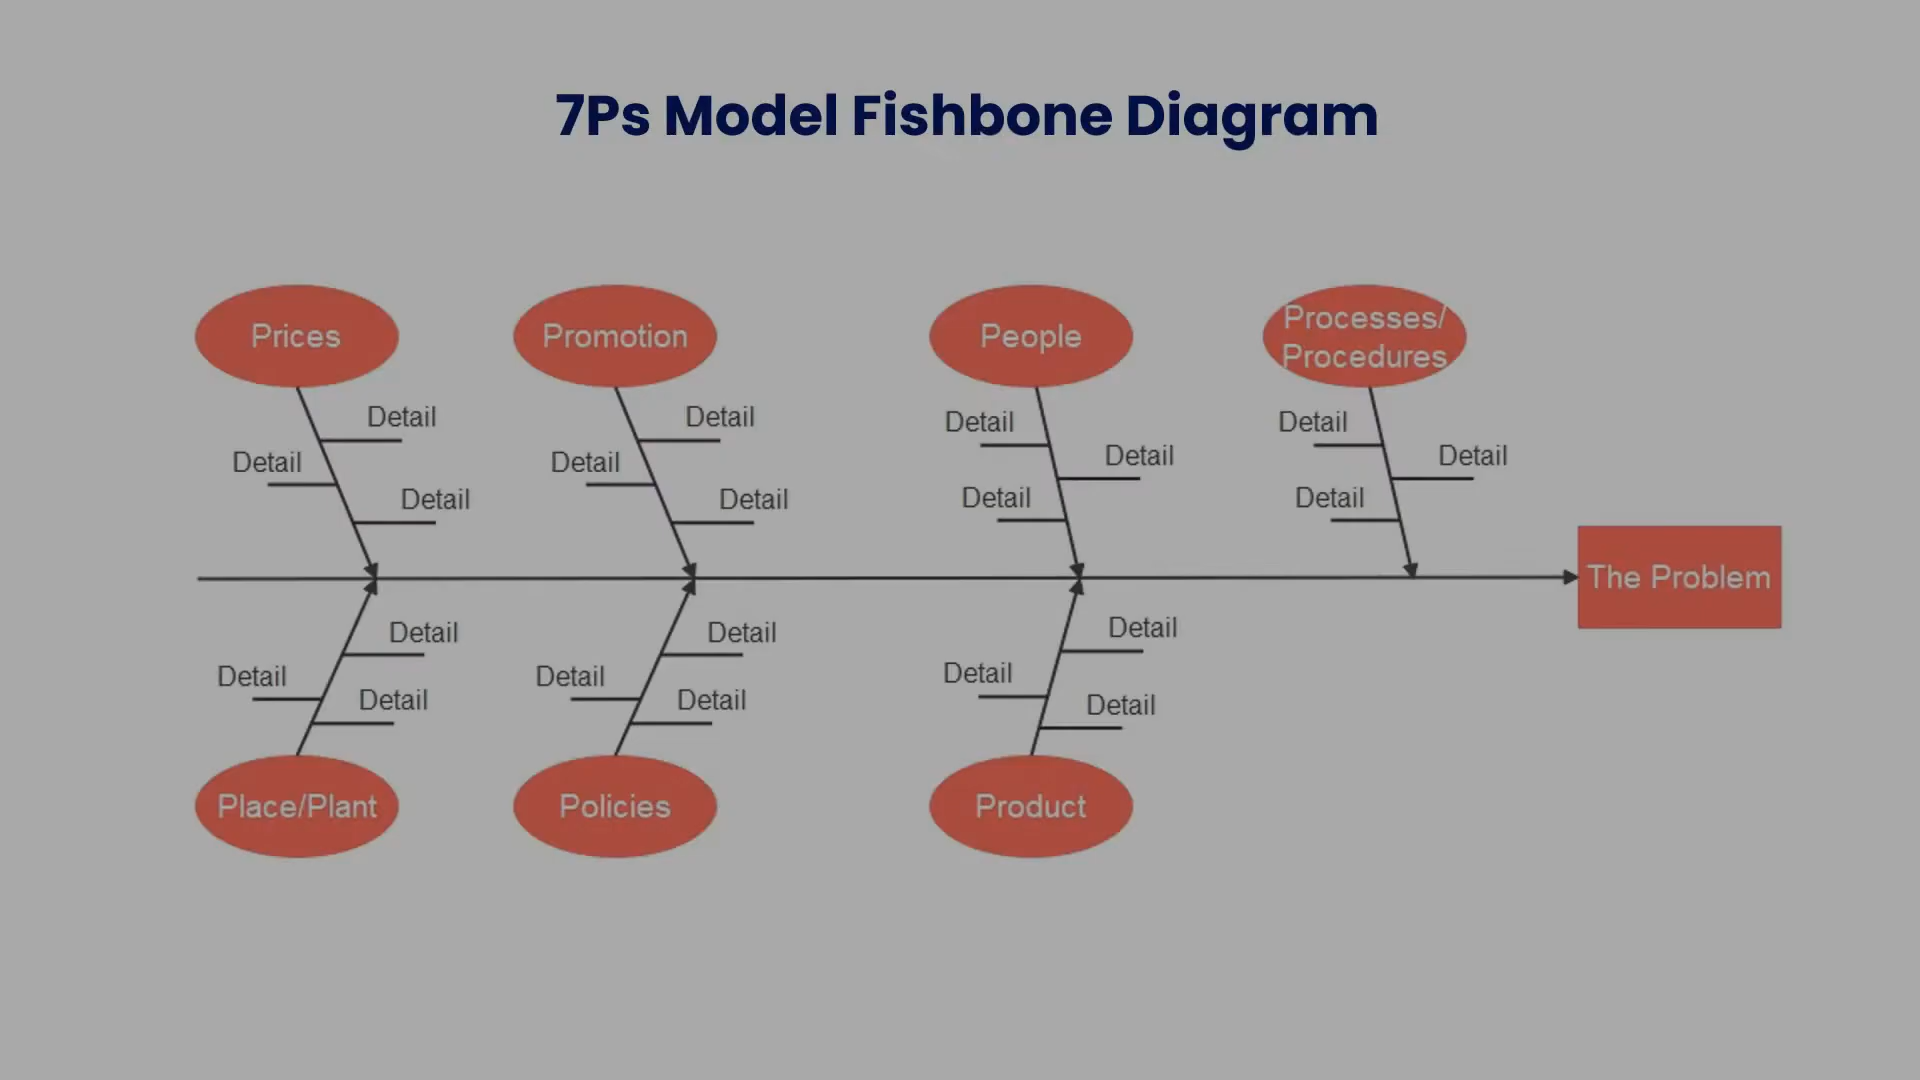 7Ps Model Fishbone Diagram
Prices
Promotion
People
Processes/
Procedures
Detail
Detail
Detail
Detail
Detail
Detail
Detail
Detail
Detail
Detail
Detail
Detail
The Problem
Detail
Detail
Detail
Detail
Detail
Detail
Detail
Detail
Detail
Place/Plant
Policies
Product